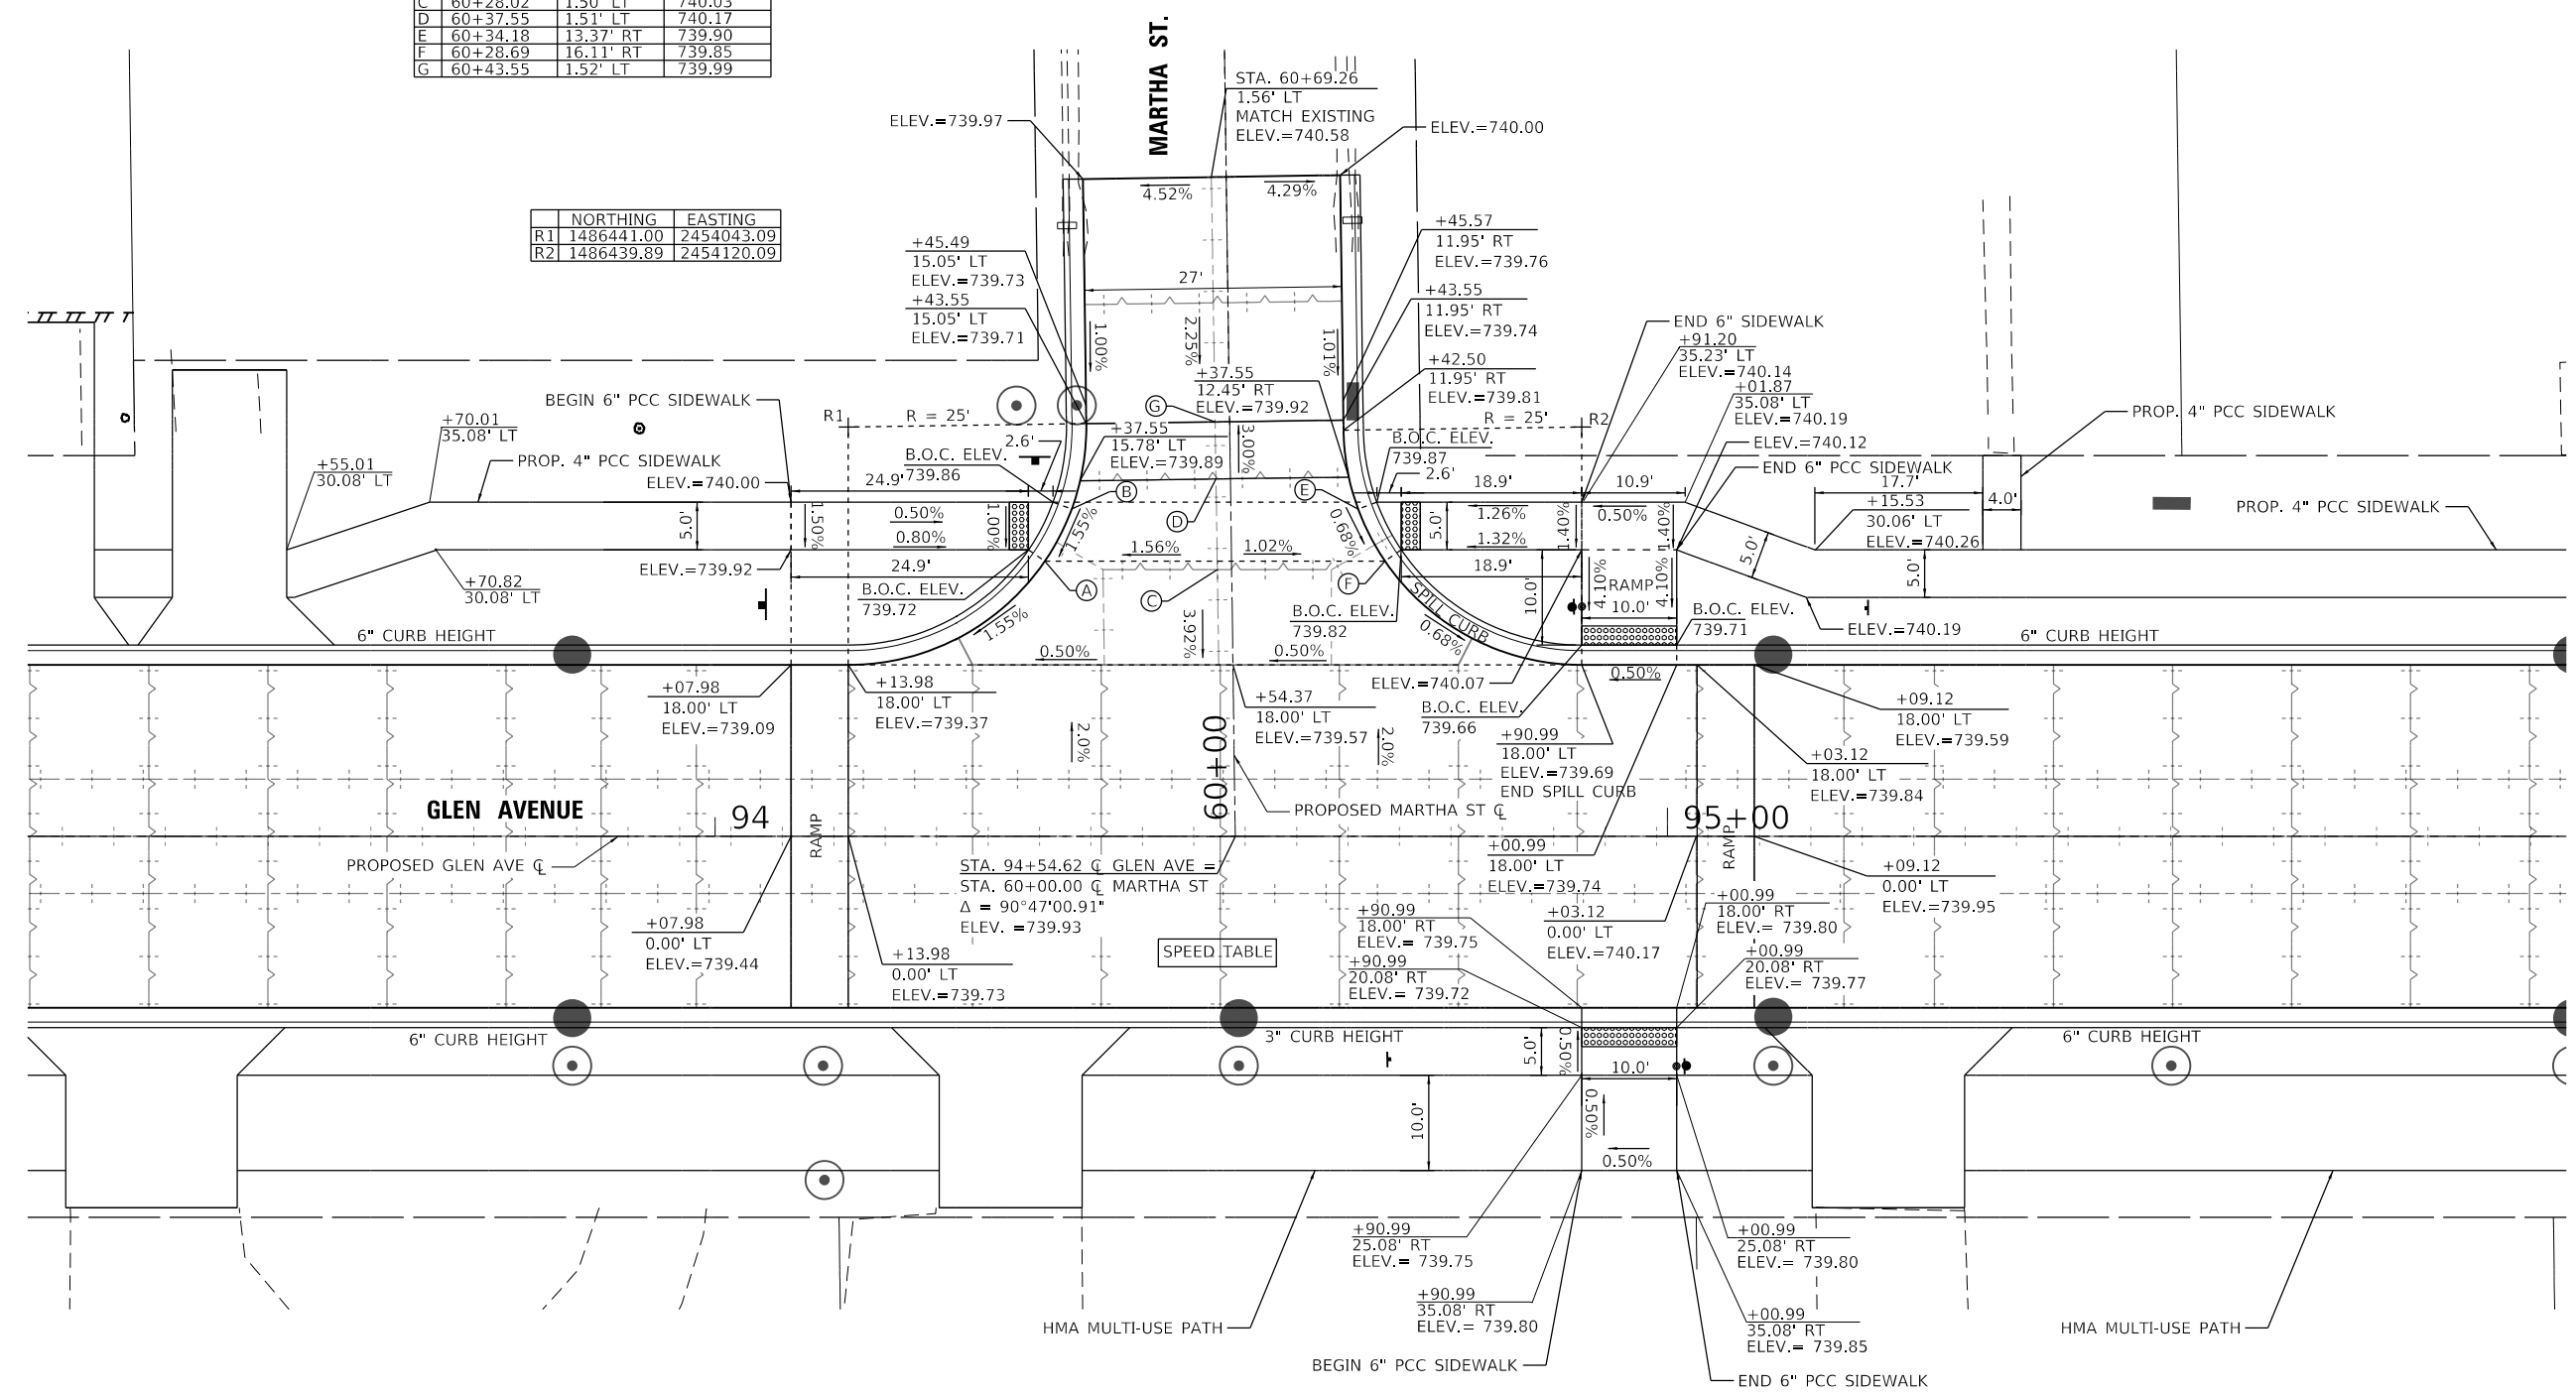 C 60+28.02 1.50' LT 740.03
D 60+37.55 1.51' LT 740.17
E 60+34.18 13.37' RT 739.90
F 60+28.69 16.11' RT 739.85
G 60+43.55 1.52' LT 739.99
NORTHING EASTING
R1 1486441.00 2454043.09
R2 1486439.89 2454120.09
MARTHA ST.
STA. 60+69.26
1.56' LT
MATCH EXISTING
ELEV.=740.58
ELEV.=739.97
ELEV.=740.00
4.52%
4.29%
+45.49
15.05' LT
ELEV.=739.73
+43.55
15.05' LT
ELEV.=739.71
27'
1.00%
2.25%
1.01%
+45.57
11.95' RT
ELEV.=739.76
+43.55
11.95' RT
ELEV.=739.74
+42.50
11.95' RT
ELEV.=739.81
+37.55
12.45' RT
ELEV.=739.92
G
3.00%
+37.55
15.78' LT
ELEV.=739.89
END 6" SIDEWALK
+91.20
35.23' LT
ELEV.=740.14
+01.87
35.08' LT
ELEV.=740.19
ELEV.=740.12
END 6" PCC SIDEWALK
PROP. 4" PCC SIDEWALK
BEGIN 6" PCC SIDEWALK
R1
R = 25'
R = 25'
R2
+70.01
35.08' LT
+55.01
30.08' LT
PROP. 4" PCC SIDEWALK
ELEV.=740.00
2.6'
B.O.C. ELEV.
739.86
24.9'
B.O.C. ELEV.
739.87
2.6'
18.9'
10.9'
17.7'
4.0'
+15.53
30.06' LT
ELEV.=740.26
PROP. 4" PCC SIDEWALK
5.0'
1.50%
0.50%
0.80%
1.00%
B
E
D
1.55%
1.56%
1.02%
0.68%
5.0'
1.26%
1.32%
1.40%
0.50%
1.40%
5.0'
5.0'
ELEV.=739.92
24.9'
+70.82
30.08' LT
B.O.C. ELEV.
739.72
A
C
F
18.9'
10.0'
4.10%
RAMP
4.10%
10.0'
B.O.C. ELEV.
739.82
SPILL CURB
0.68%
B.O.C. ELEV.
739.71
ELEV.=740.19
6" CURB HEIGHT
1.55%
0.50%
3.92%
0.50%
6" CURB HEIGHT
0.50%
ELEV.=740.07
B.O.C. ELEV.
739.66
+07.98
18.00' LT
ELEV.=739.09
+13.98
18.00' LT
ELEV.=739.37
2.0%
60+00
+54.37
18.00' LT
ELEV.=739.57
2.0%
+90.99
18.00' LT
ELEV.=739.69
END SPILL CURB
+09.12
18.00' LT
ELEV.=739.59
+03.12
18.00' LT
ELEV.=739.84
GLEN AVENUE
94
RAMP
PROPOSED MARTHA ST ℄
95+00
RAMP
PROPOSED GLEN AVE ℄
STA. 94+54.62 ℄ GLEN AVE =
STA. 60+00.00 ℄ MARTHA ST
Δ = 90°47'00.91"
ELEV. =739.93
+00.99
18.00' LT
ELEV.=739.74
+09.12
0.00' LT
ELEV.=739.95
+07.98
0.00' LT
ELEV.=739.44
+13.98
0.00' LT
ELEV.=739.73
SPEED TABLE
+90.99
18.00' RT
ELEV.= 739.75
+90.99
20.08' RT
ELEV.= 739.72
+03.12
0.00' LT
ELEV.=740.17
+00.99
18.00' RT
ELEV.= 739.80
+00.99
20.08' RT
ELEV.= 739.77
6" CURB HEIGHT
3" CURB HEIGHT
6" CURB HEIGHT
5.0'
0.50%
10.0'
10.0'
0.50%
0.50%
+90.99
25.08' RT
ELEV.= 739.75
+00.99
25.08' RT
ELEV.= 739.80
+90.99
35.08' RT
ELEV.= 739.80
+00.99
35.08' RT
ELEV.= 739.85
HMA MULTI-USE PATH
HMA MULTI-USE PATH
BEGIN 6" PCC SIDEWALK
END 6" PCC SIDEWALK